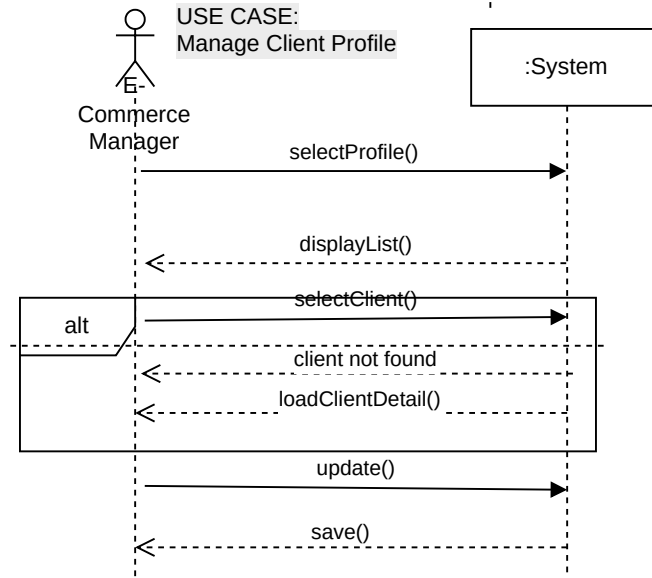 USE CASE:
Manage Client Profile
:System
E-
Commerce
Manager
selectProfile()
displayList()
selectClient()
alt
client not found
loadClientDetail()
update()
save()